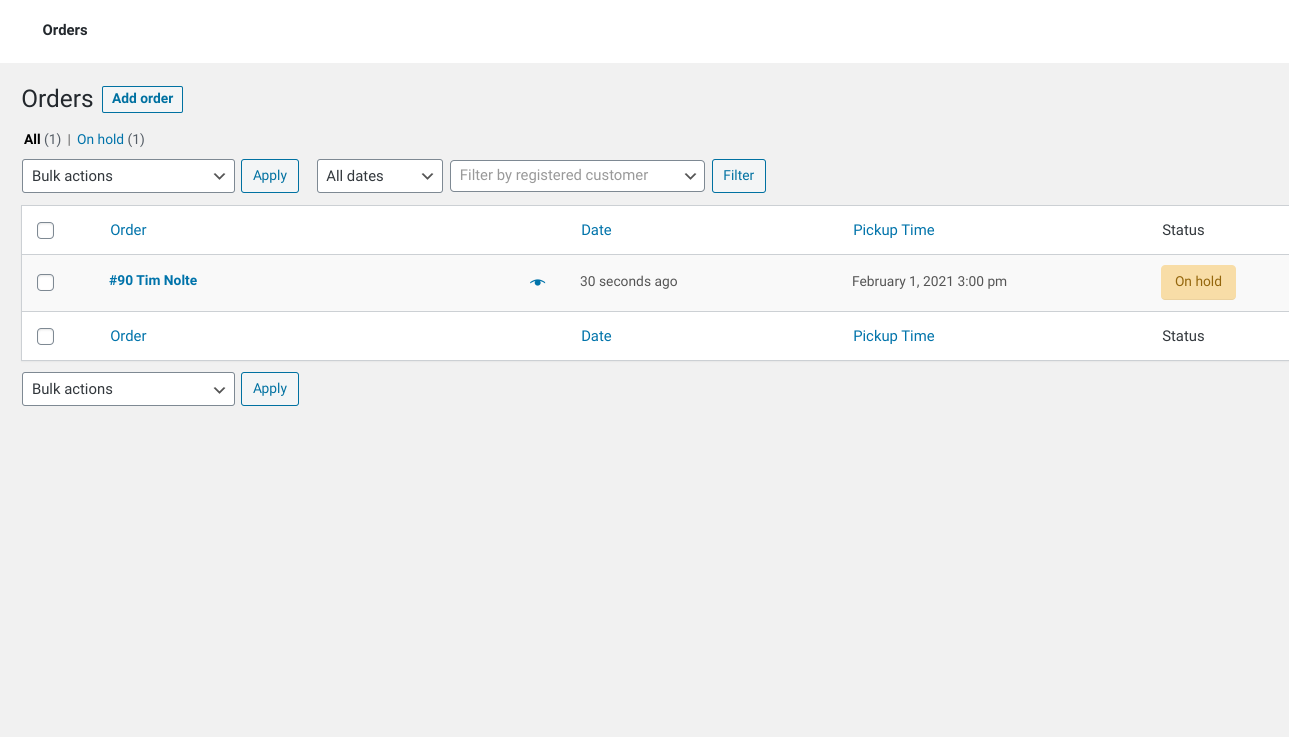 Orders
Orders Add order
All (1) | On hold (1)
Bulk actions Apply All dates Filter by registered customer Filter
Order Date Pickup Time Status
#90 Tim Nolte 30 seconds ago February 1, 2021 3:00 pm On hold
Order Date Pickup Time Status
Bulk actions Apply